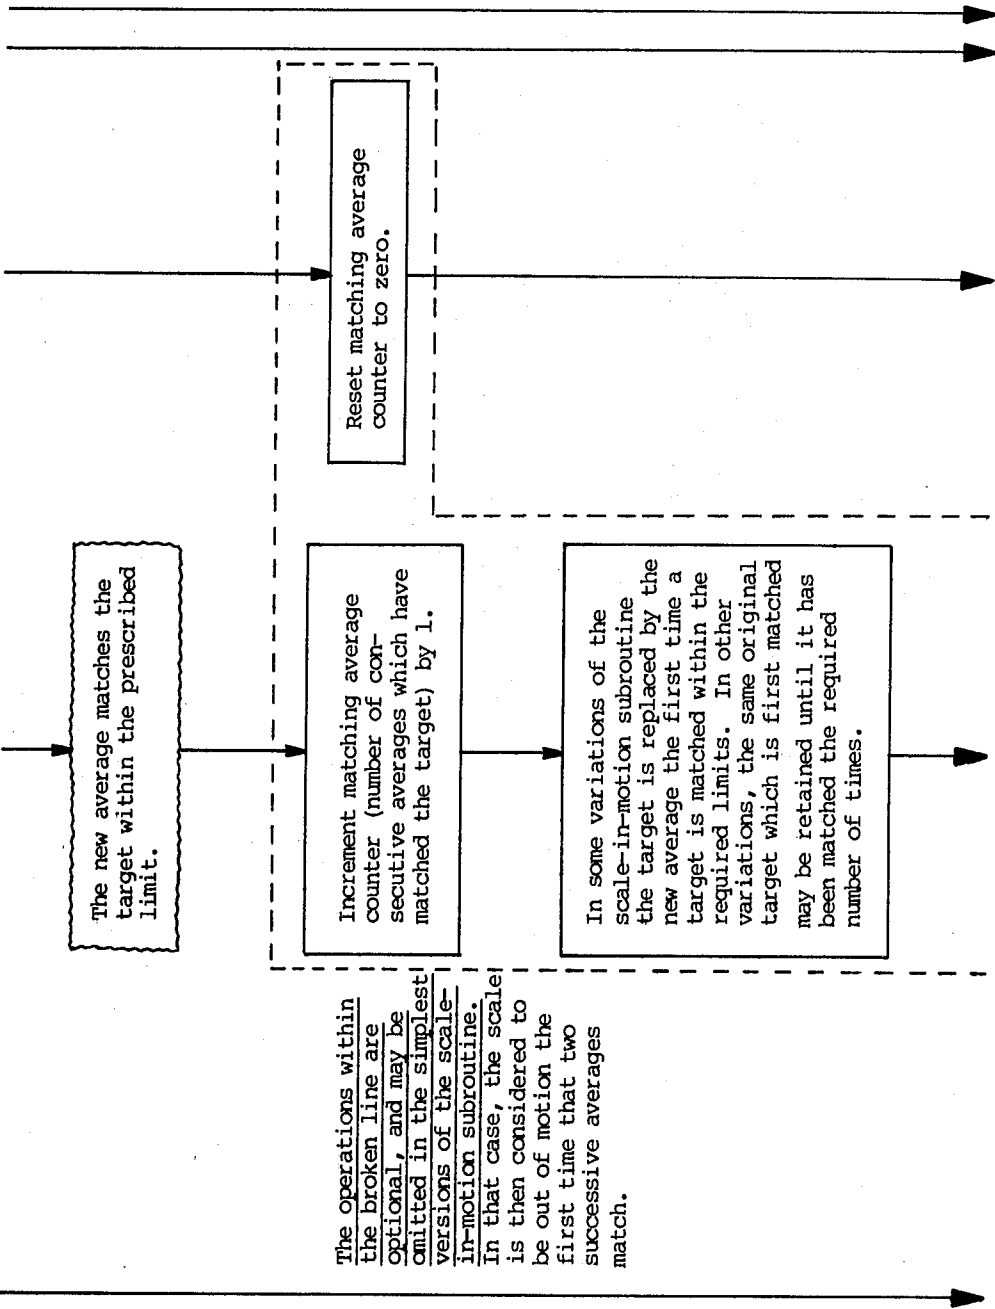 The new average matches the
target within the prescribed
limit.
Reset matching average
counter to zero.
Increment matching average
counter (number of con-
secutive averages which have
matched the target) by 1.
In some variations of the
scale-in-motion subroutine
the target is replaced by the
new average the first time a
target is matched within the
required limits. In other
variations, the same original
target which is first matched
may be retained until it has
been matched the required
number of times.
The operations within
the broken line are
optional, and may be
omitted in the simplest
versions of the scale-
in-motion subroutine.
In that case, the scale
is then considered to
be out of motion the
first time that two
successive averages
match.